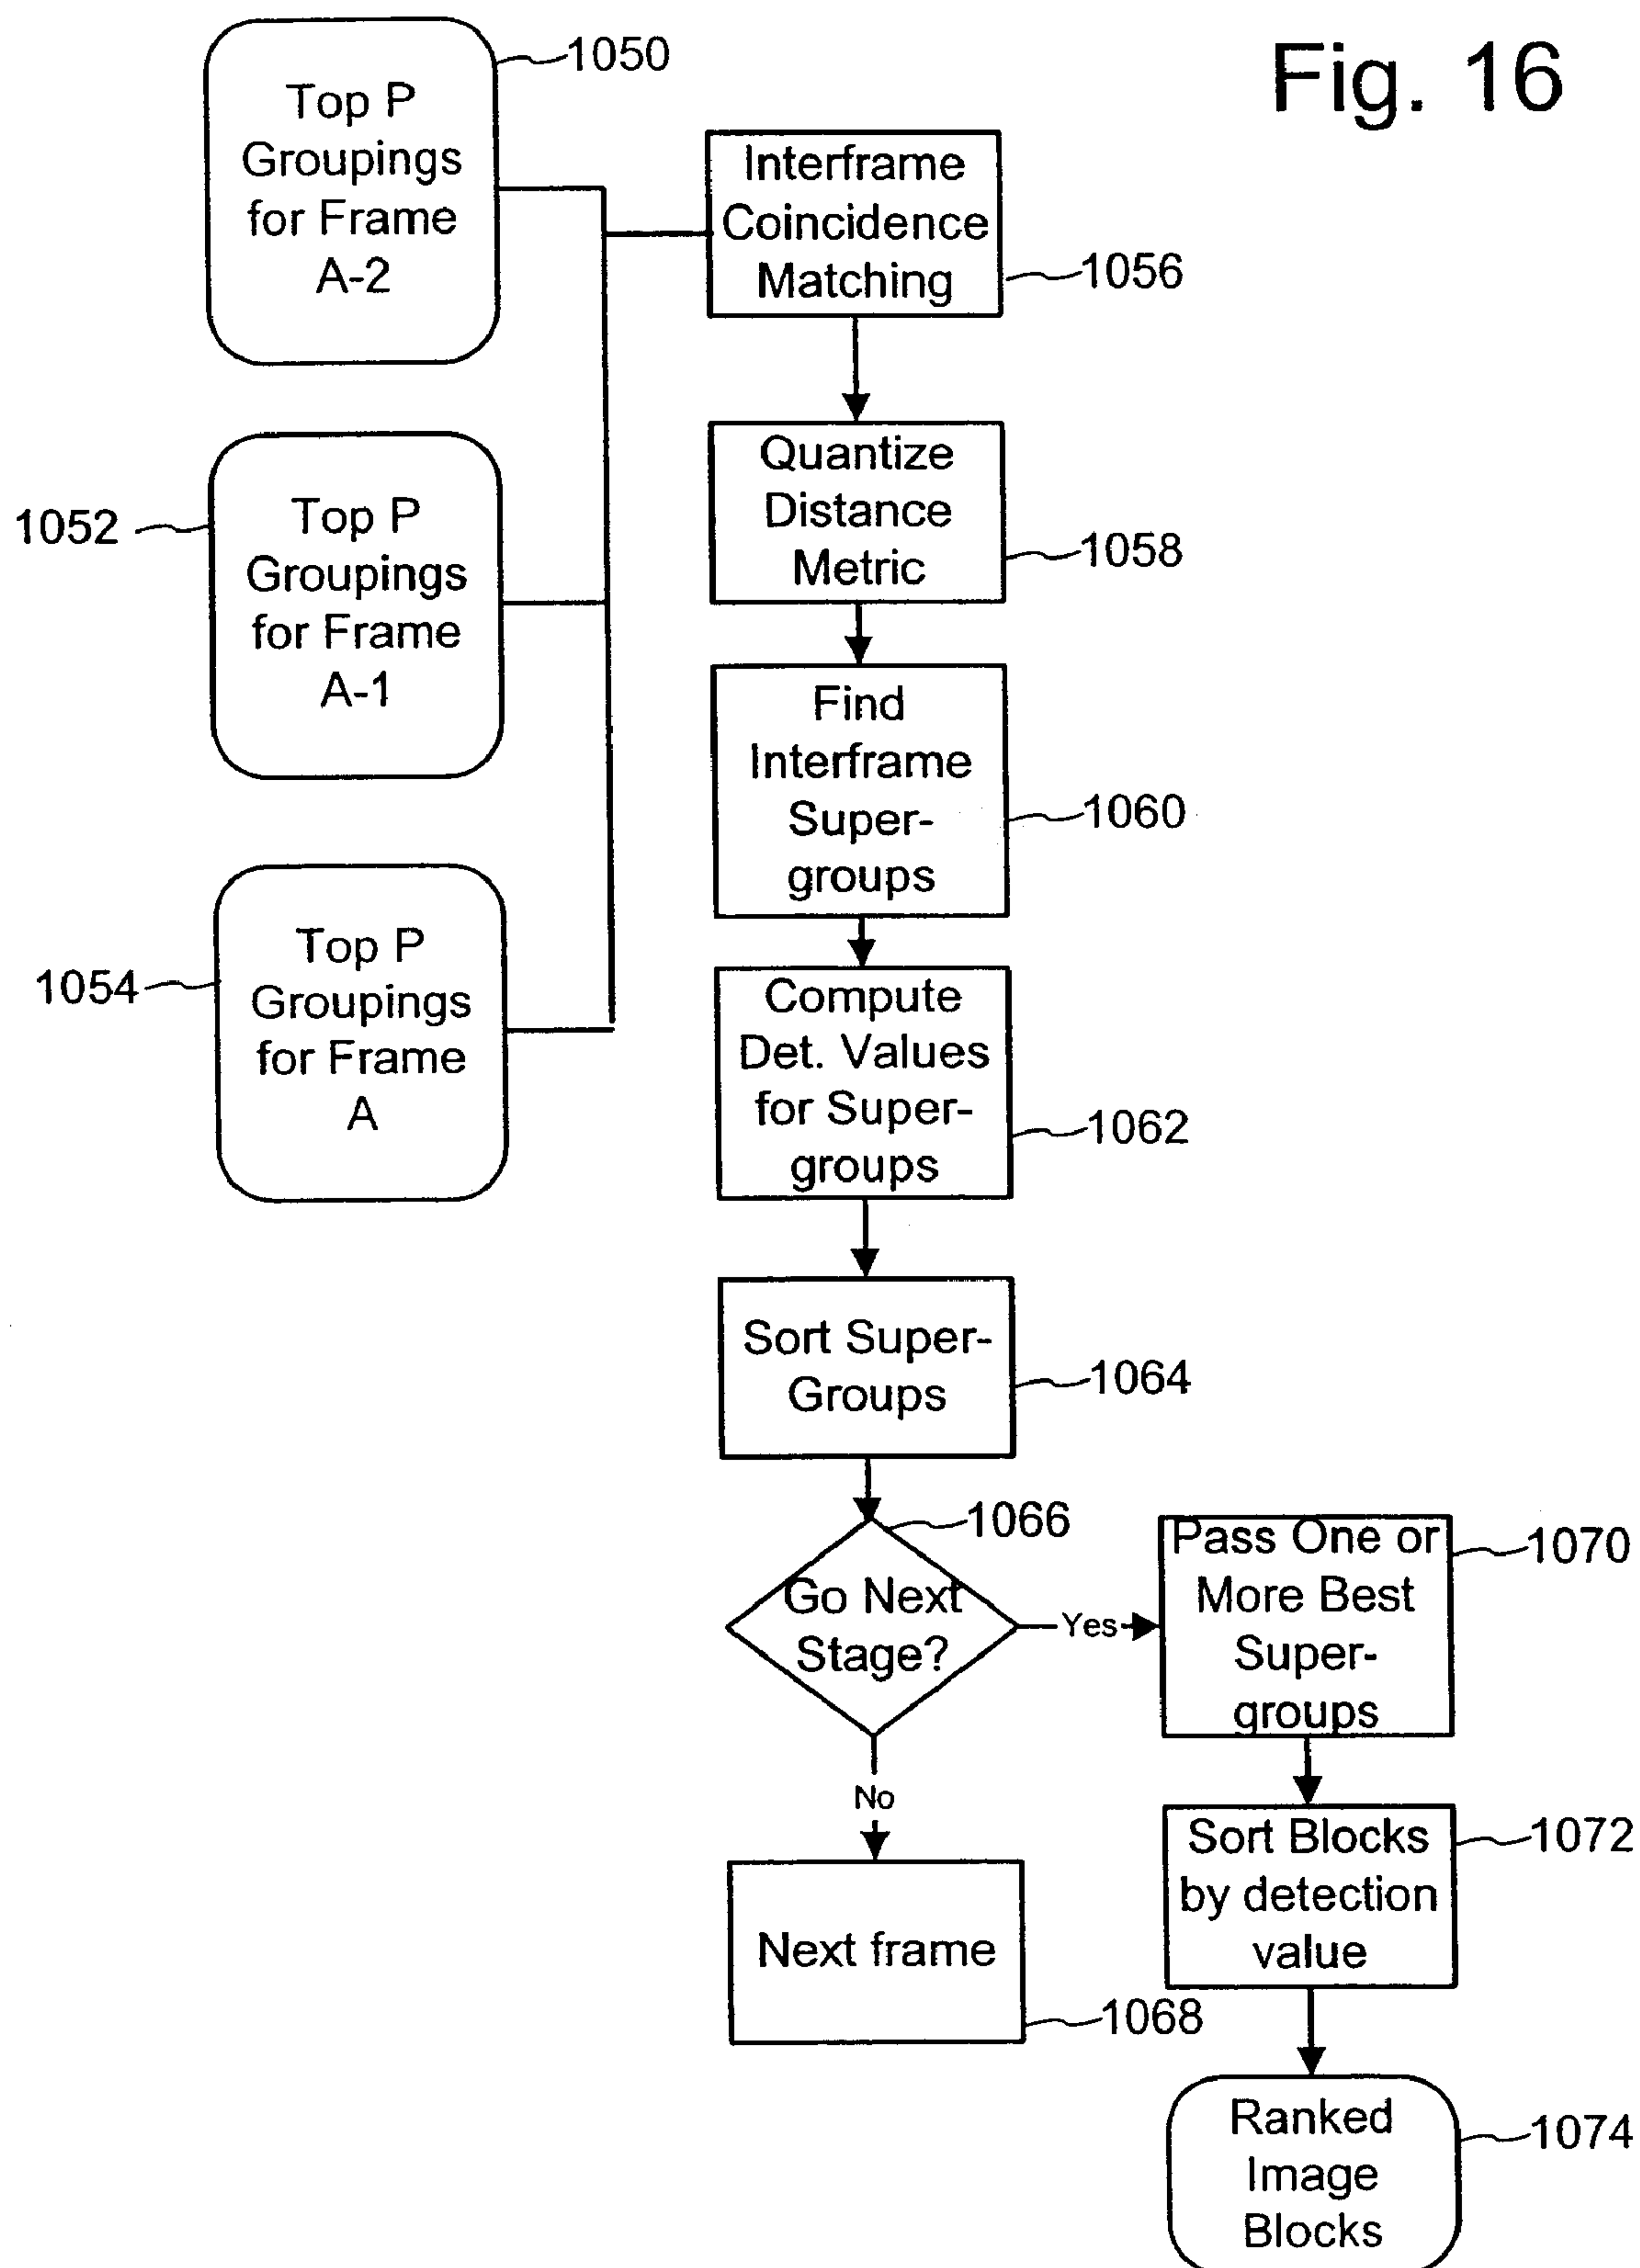 Fig. 16
1050
Top P
Groupings
for Frame
A-2
Interframe
Coincidence
Matching
1056
1052
Top P
Groupings
for Frame
A-1
Quantize
Distance
Metric
1058
Find
Interframe
Super-
groups
1060
1054
Top P
Groupings
for Frame
A
Compute
Det. Values
for Super-
groups
1062
Sort Super-
Groups
1064
1066
Go Next
Stage?
Yes
No
Pass One or
More Best
Super-
groups
1070
Next frame
1068
Sort Blocks
by detection
value
1072
Ranked
Image
Blocks
1074